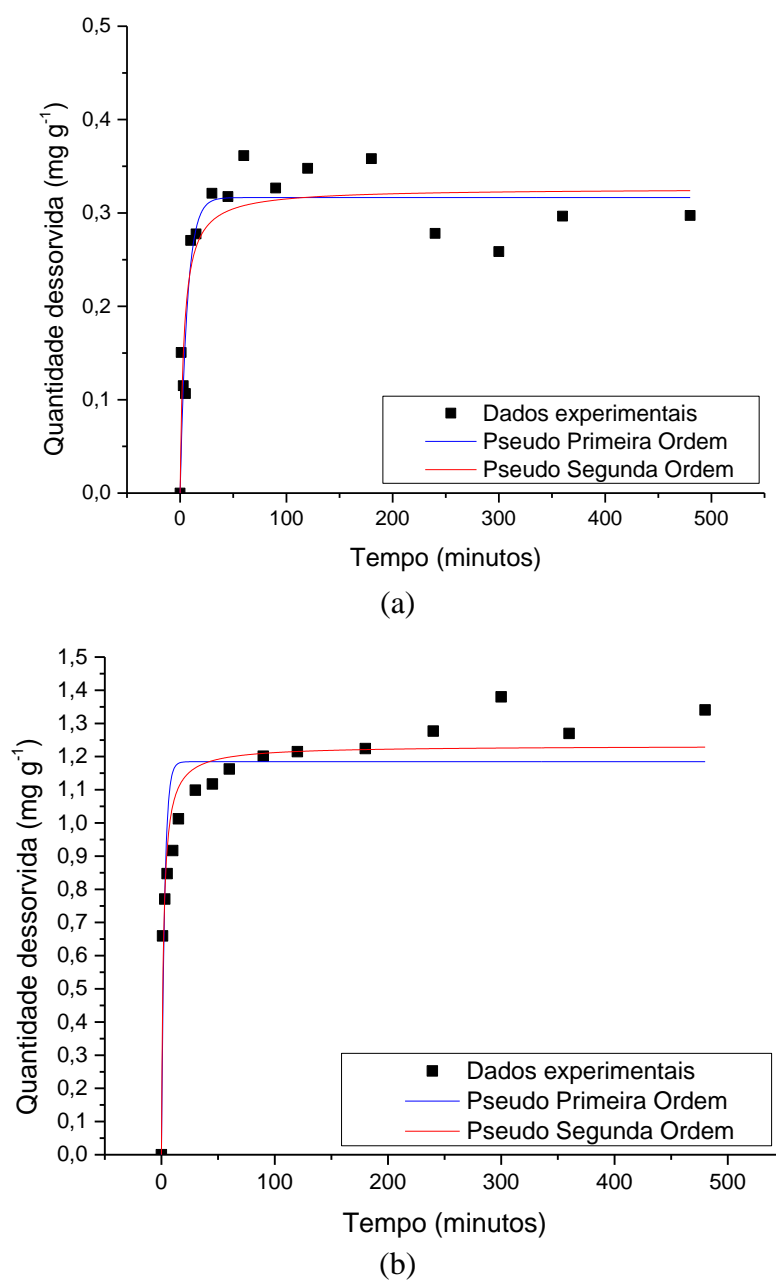 0,5
0,4
0,3
0,2
0,1
0,0
Quantidade dessorvida (mg g-1)
Dados experimentais
Pseudo Primeira Ordem
Pseudo Segunda Ordem
0 100 200 300 400 500
Tempo (minutos)
(a)
1,5
1,4
1,3
1,2
1,1
1,0
0,9
0,8
0,7
0,6
0,5
0,4
0,3
0,2
0,1
0,0
Quantidade dessorvida (mg g-1)
Dados experimentais
Pseudo Primeira Ordem
Pseudo Segunda Ordem
0 100 200 300 400 500
Tempo (minutos)
(b)